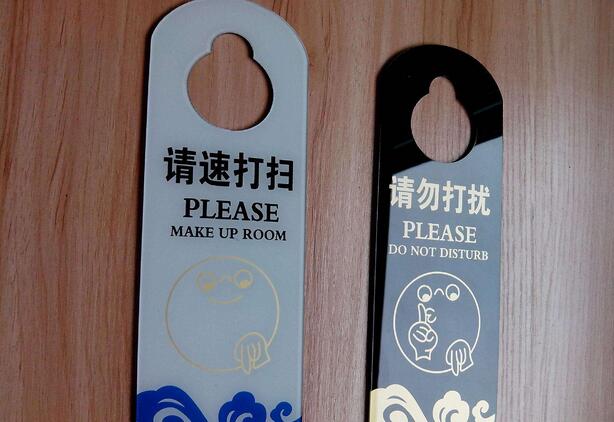 请速打扫
PLEASE
MAKE UP ROOM
请勿打扰
PLEASE
DO NOT DISTURB